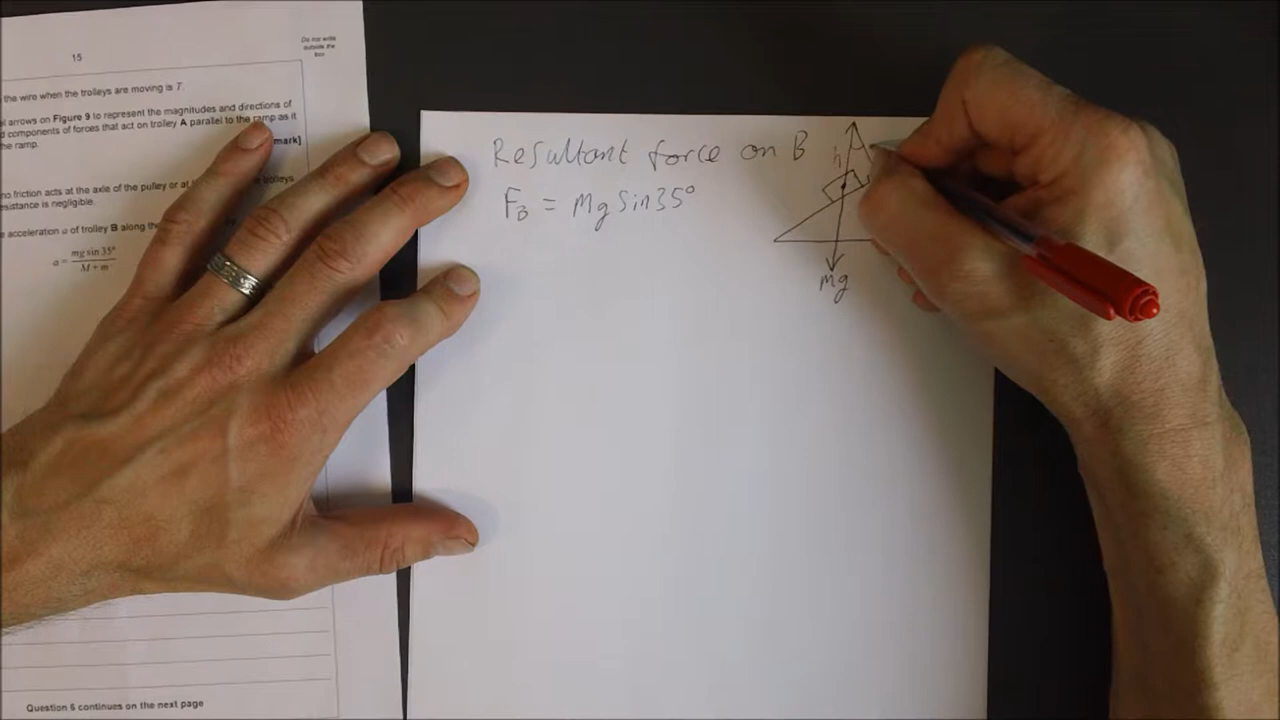 15
Do not write
outside the
box
the wire when the trolleys are moving is T.
arrows on Figure 9 to represent the magnitudes and directions of
components of forces that act on trolley A parallel to the ramp as it
the ramp.
mark]
no friction acts at the axle of the pulley or at
trolleys
resistance is negligible.
acceleration a of trolley B along the
a = mg sin 35° / M + m
Question 6 continues on the next page
Resultant force on B
F_B = Mg Sin 35°
Mg